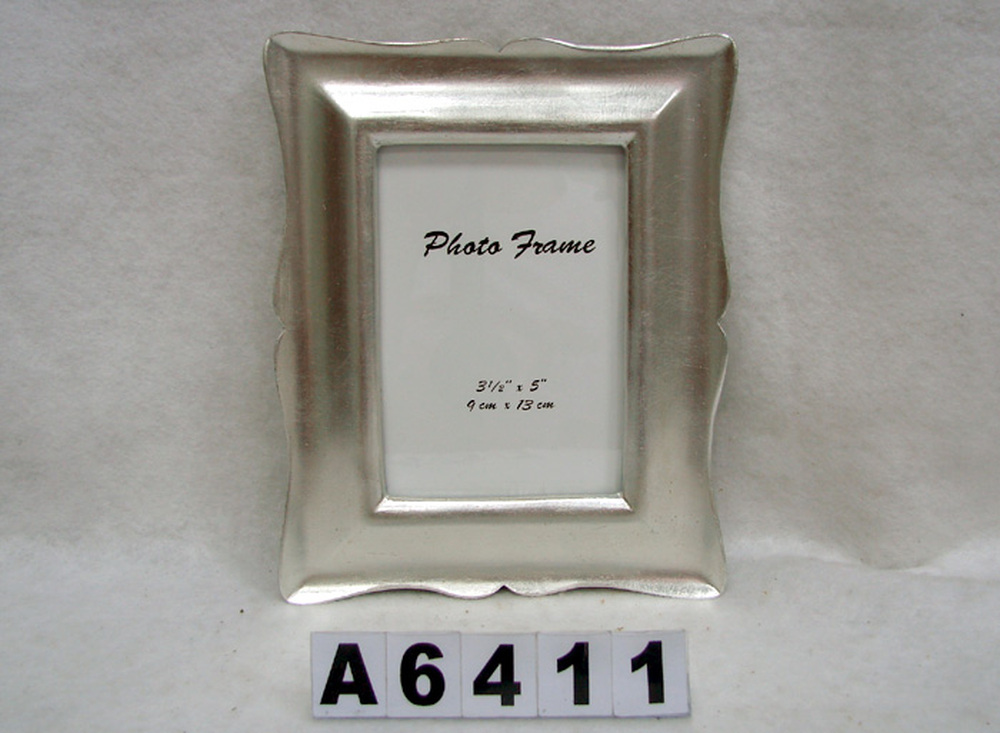 Photo Frame
3½" x 5"
9 cm x 13 cm
A6411